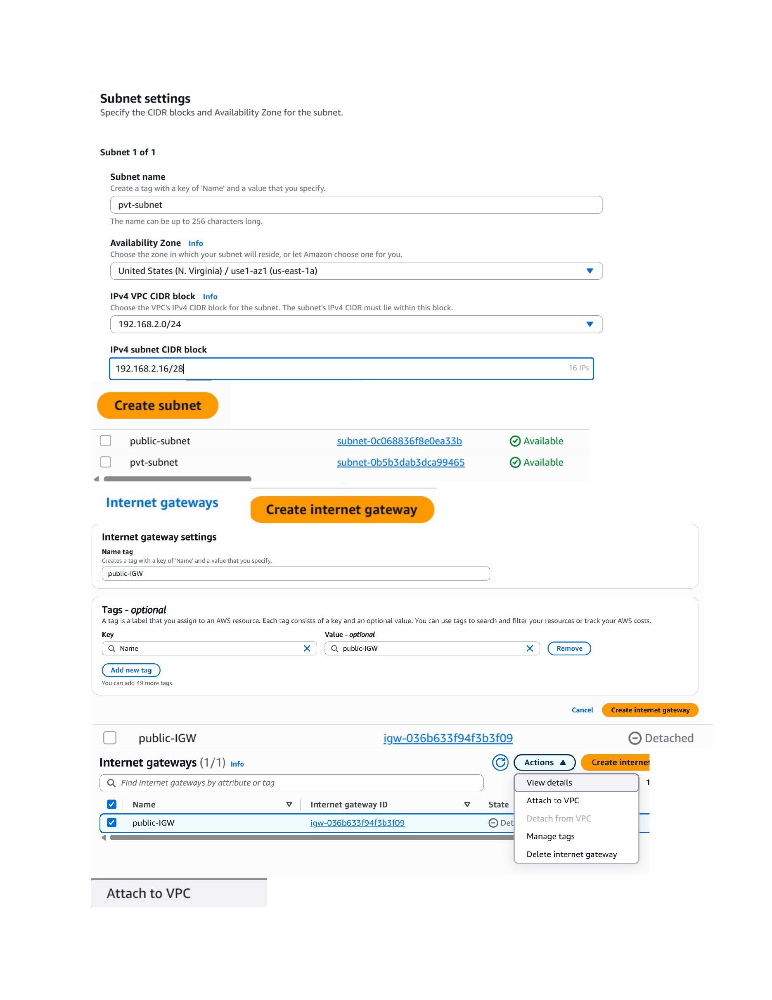 Subnet settings
Specify the CIDR blocks and Availability Zone for the subnet.
Subnet 1 of 1
Subnet name
Create a tag with a key of 'Name' and a value that you specify.
pvt-subnet
The name can be up to 256 characters long.
Availability Zone Info
Choose the zone in which your subnet will reside, or let Amazon choose one for you.
United States (N. Virginia) / use1-az1 (us-east-1a)
IPv4 VPC CIDR block Info
Choose the VPC's IPv4 CIDR block for the subnet. The subnet's IPv4 CIDR must lie within this block.
192.168.2.0/24
IPv4 subnet CIDR block
192.168.2.16/28 16 IPs
Create subnet
public-subnet subnet-0c068836f8e0ea33b Available
pvt-subnet subnet-0b5b3dab3dca99465 Available
Internet gateways Create internet gateway
Internet gateway settings
Name tag
Creates a tag with a key of 'Name' and a value that you specify.
public-IGW
Tags - optional
A tag is a label that you assign to an AWS resource. Each tag consists of a key and an optional value. You can use tags to search and filter your resources or track your AWS costs.
Key Value - optional
Name public-IGW Remove
Add new tag
You can add 49 more tags.
Cancel Create internet gateway
public-IGW igw-036b633f94f3b3f09 Detached
Internet gateways (1/1) Info Actions Create internet
Find internet gateways by attribute or tag View details 1
Attach to VPC
Name Internet gateway ID State
Detach from VPC
public-IGW igw-036b633f94f3b3f09 Det
Manage tags
Delete internet gateway
Attach to VPC